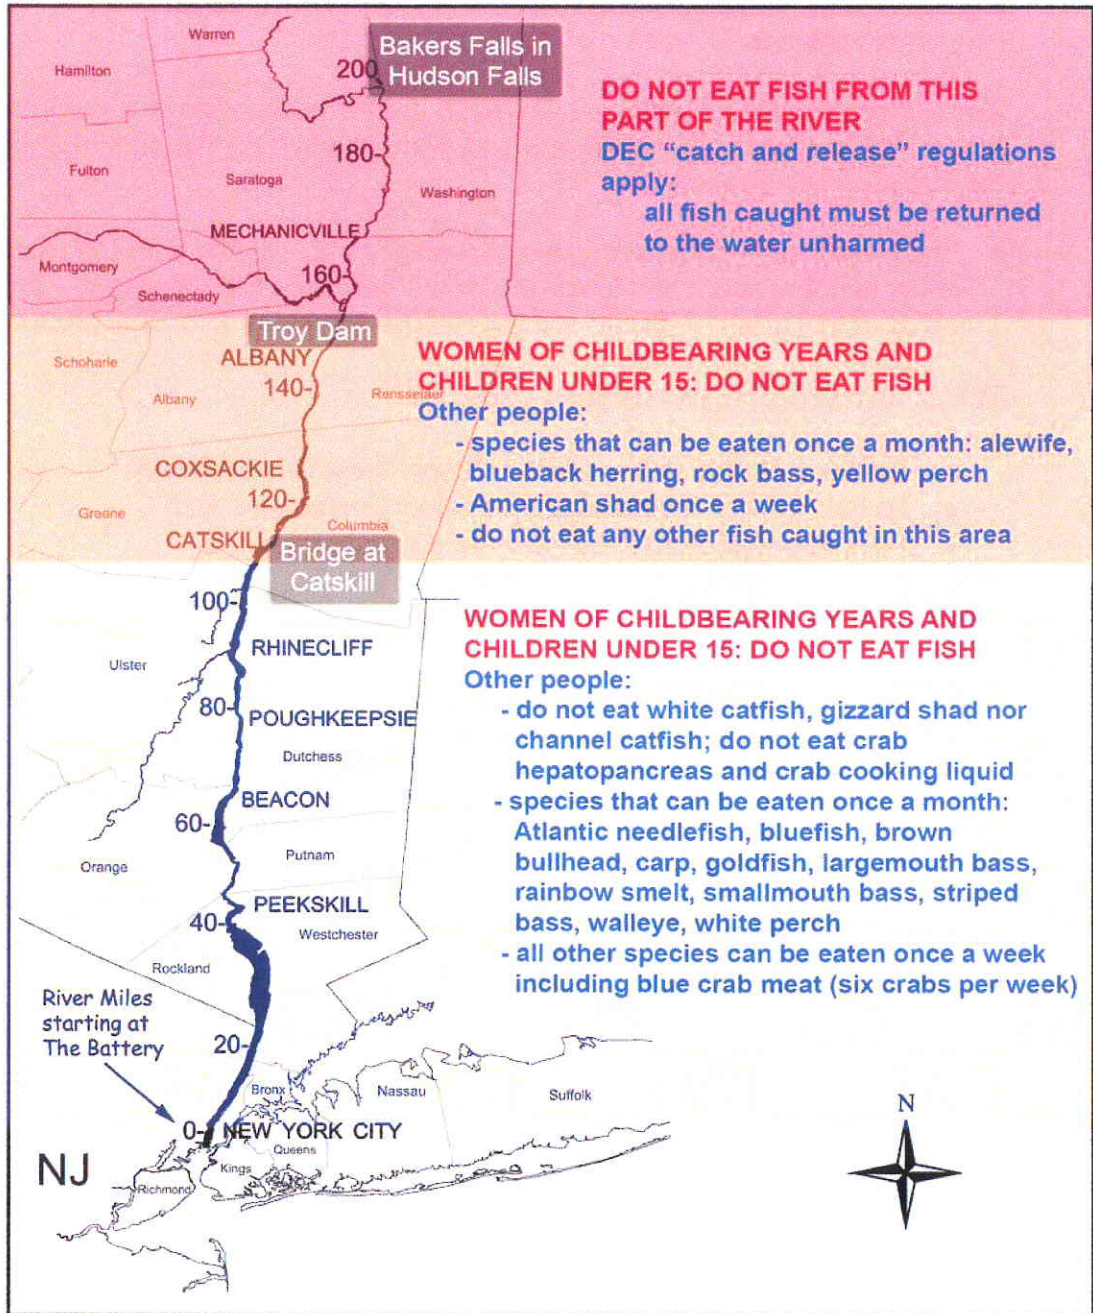 Warren
Bakers Falls in
Hudson Falls
Hamilton
200
DO NOT EAT FISH FROM THIS
PART OF THE RIVER
DEC “catch and release” regulations
apply:
all fish caught must be returned
to the water unharmed
180-
Fulton
Saratoga
Washington
MECHANICVILLE
Montgomery
160-
Schenectady
Troy Dam
Schoharie
ALBANY
140-
Albany
Rensselaer
WOMEN OF CHILDBEARING YEARS AND
CHILDREN UNDER 15: DO NOT EAT FISH
Other people:
- species that can be eaten once a month: alewife,
blueback herring, rock bass, yellow perch
- American shad once a week
- do not eat any other fish caught in this area
COXSACKIE
120-
Greene
Columbia
CATSKILL
Bridge at
Catskill
100-
RHINECLIFF
Ulster
80-
POUGHKEEPSIE
Dutchess
BEACON
60-
Putnam
Orange
PEEKSKILL
40-
Westchester
Rockland
WOMEN OF CHILDBEARING YEARS AND
CHILDREN UNDER 15: DO NOT EAT FISH
Other people:
- do not eat white catfish, gizzard shad nor
channel catfish; do not eat crab
hepatopancreas and crab cooking liquid
- species that can be eaten once a month:
Atlantic needlefish, bluefish, brown
bullhead, carp, goldfish, largemouth bass,
rainbow smelt, smallmouth bass, striped
bass, walleye, white perch
- all other species can be eaten once a week
including blue crab meat (six crabs per week)
River Miles
starting at
The Battery
20-
Bronx
Nassau
Suffolk
0-
NEW YORK CITY
Queens
Kings
NJ
Richmond
N